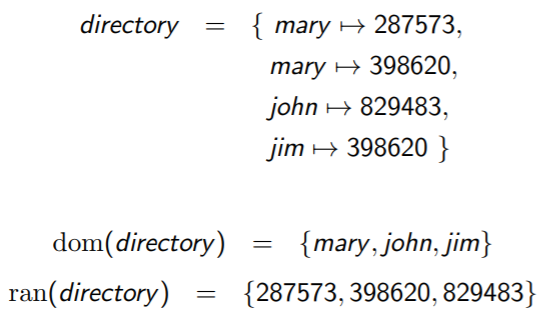 directory = { mary ↦ 287573,
mary ↦ 398620,
john ↦ 829483,
jim ↦ 398620 }
dom(directory) = {mary, john, jim}
ran(directory) = {287573, 398620, 829483}